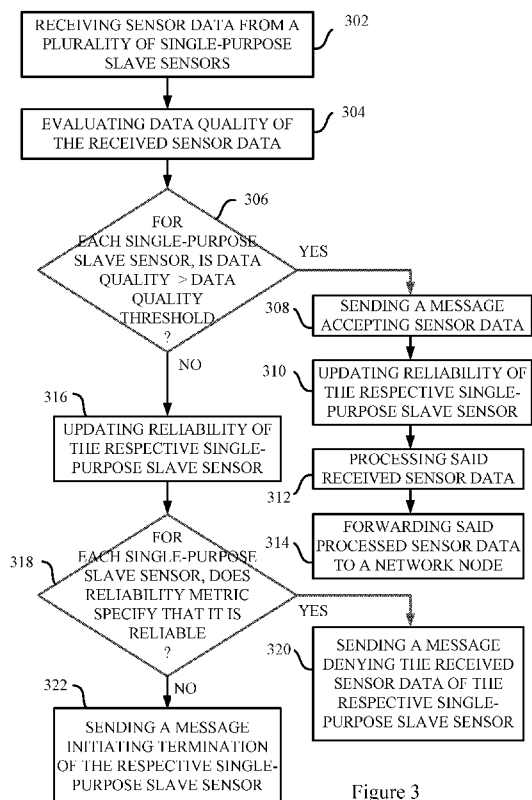 RECEIVING SENSOR DATA FROM A
PLURALITY OF SINGLE-PURPOSE
SLAVE SENSORS
302
EVALUATING DATA QUALITY OF
THE RECEIVED SENSOR DATA
304
306
FOR
EACH SINGLE-PURPOSE
SLAVE SENSOR, IS DATA
QUALITY > DATA
QUALITY
THRESHOLD
?
YES
NO
308
SENDING A MESSAGE
ACCEPTING SENSOR DATA
310
UPDATING RELIABILITY OF
THE RESPECTIVE SINGLE-
PURPOSE SLAVE SENSOR
312
PROCESSING SAID
RECEIVED SENSOR DATA
314
FORWARDING SAID
PROCESSED SENSOR DATA
TO A NETWORK NODE
316
UPDATING RELIABILITY OF
THE RESPECTIVE SINGLE-
PURPOSE SLAVE SENSOR
318
FOR
EACH SINGLE-PURPOSE
SLAVE SENSOR, DOES
RELIABILITY METRIC
SPECIFY THAT IT IS
RELIABLE
?
YES
NO
320
SENDING A MESSAGE
DENYING THE RECEIVED
SENSOR DATA OF THE
RESPECTIVE SINGLE-
PURPOSE SLAVE SENSOR
322
SENDING A MESSAGE
INITIATING TERMINATION
OF THE RESPECTIVE SINGLE-
PURPOSE SLAVE SENSOR
Figure 3